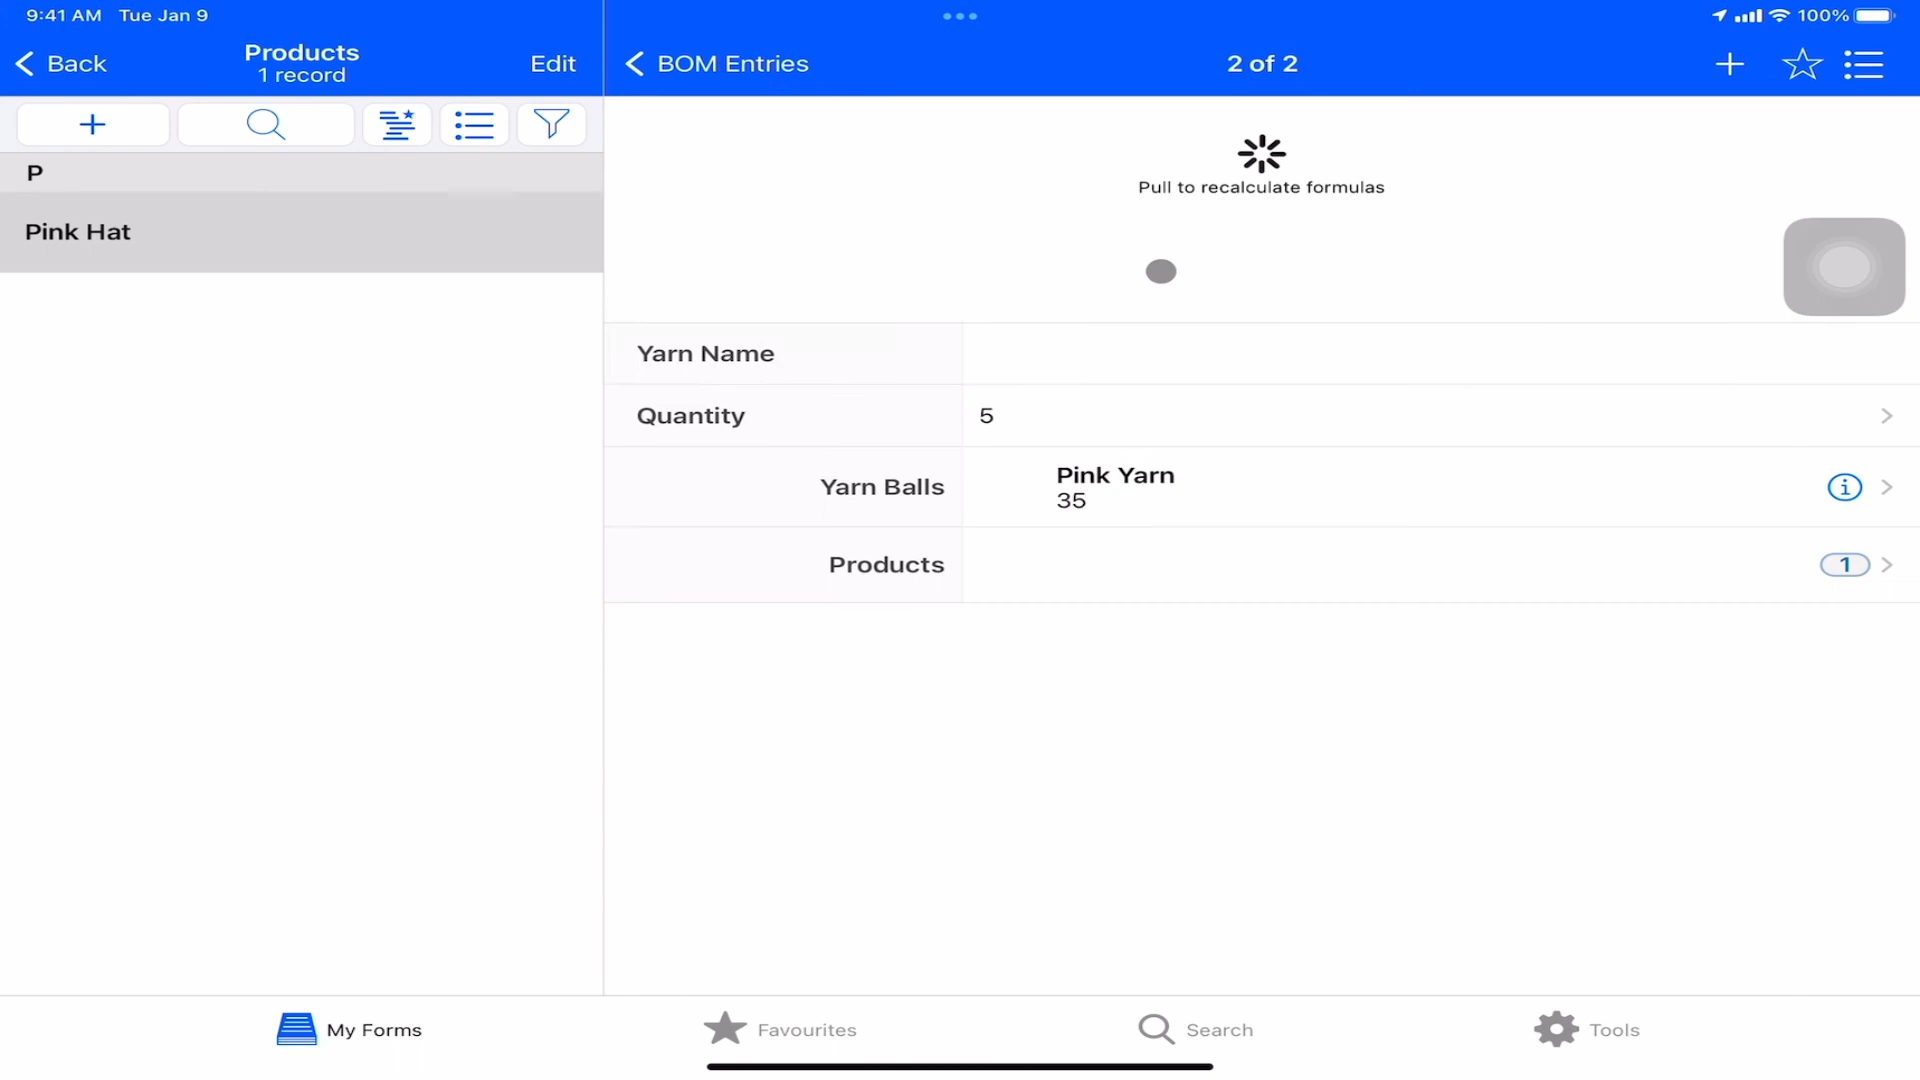 9:41 AM Tue Jan 9
100%
Back
Products
1 record
Edit
BOM Entries
2 of 2
P
Pink Hat
Pull to recalculate formulas
Yarn Name
Quantity
5
Yarn Balls
Pink Yarn
35
Products
1
My Forms
Favourites
Search
Tools